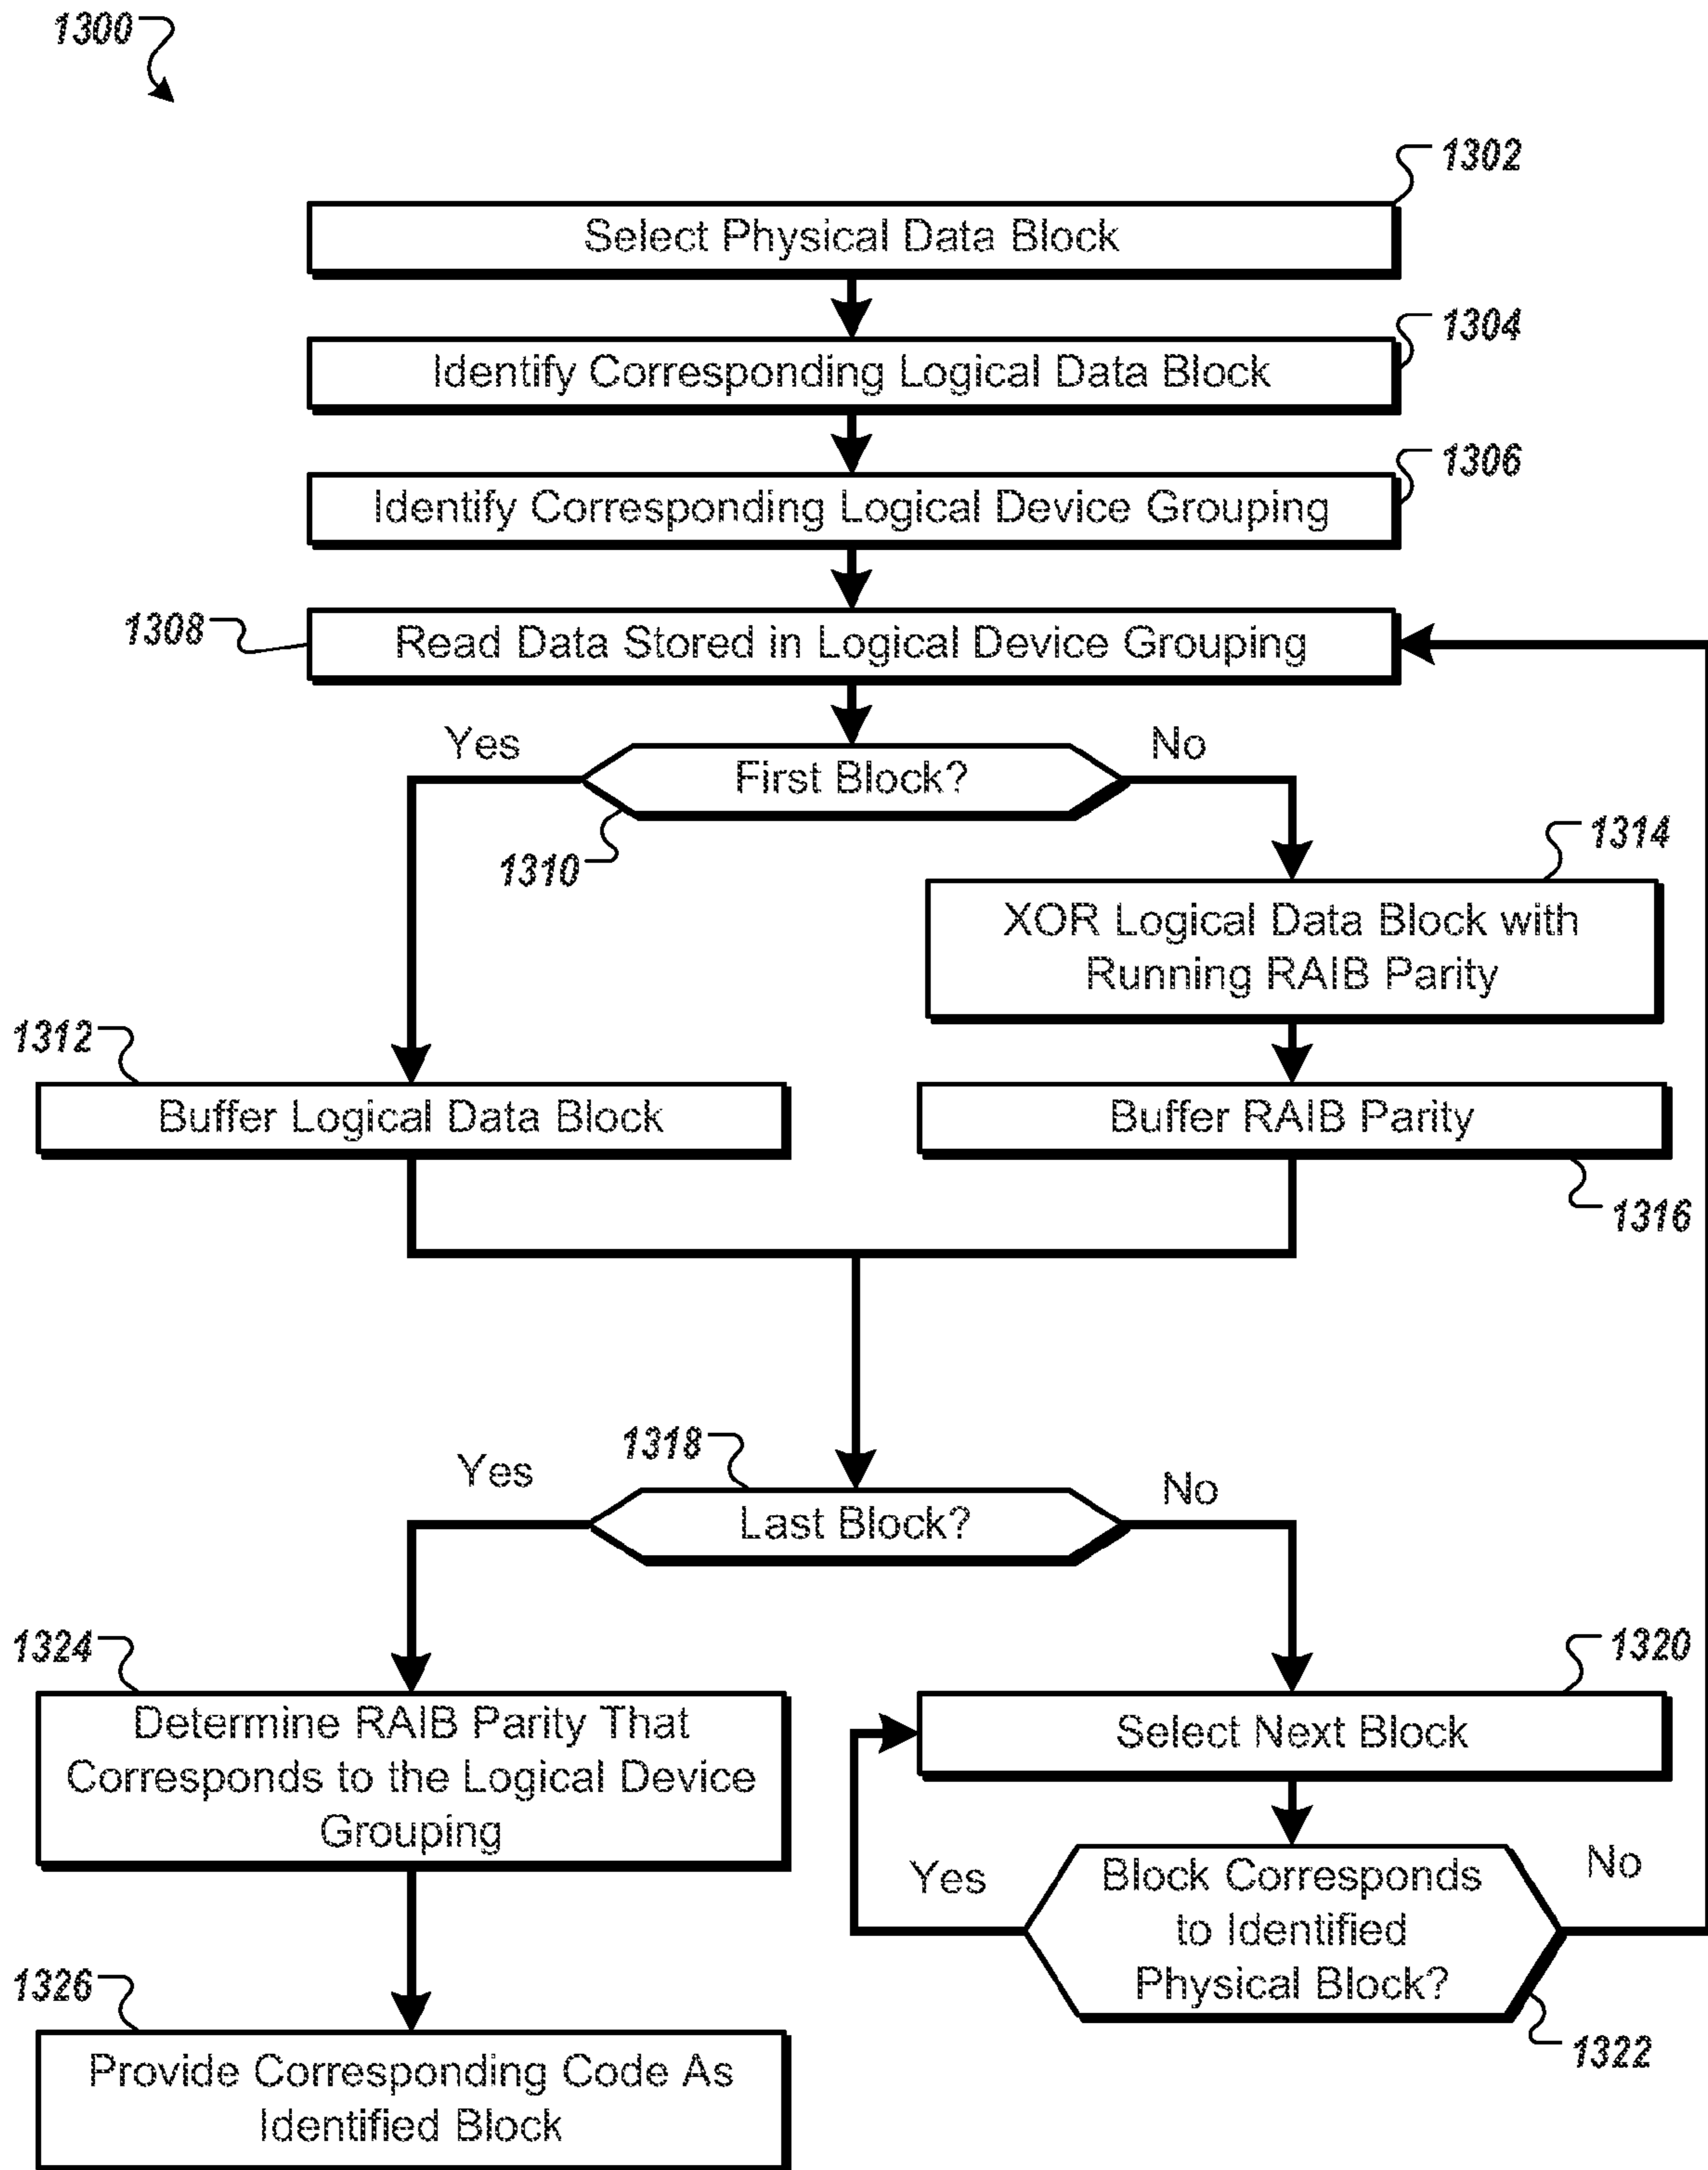 1300
1302
Select Physical Data Block
1304
Identify Corresponding Logical Data Block
1306
Identify Corresponding Logical Device Grouping
1308
Read Data Stored in Logical Device Grouping
Yes
No
First Block?
1310
1314
XOR Logical Data Block with
Running RAIB Parity
1312
Buffer Logical Data Block
Buffer RAIB Parity
1316
1318
Yes
No
Last Block?
1324
1320
Determine RAIB Parity That
Corresponds to the Logical Device
Grouping
Select Next Block
Yes
No
Block Corresponds
to Identified
Physical Block?
1322
1326
Provide Corresponding Code As
Identified Block